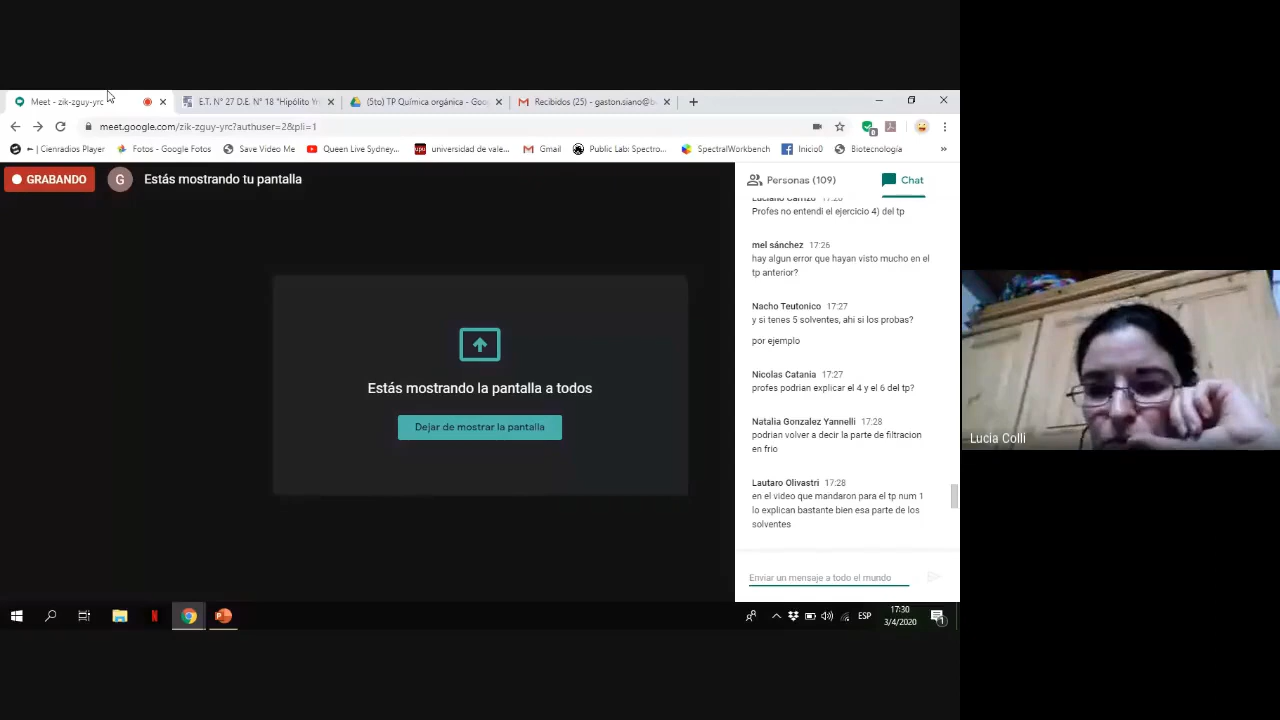 Meet - zik-zguy-yrc
E.T. N° 27 D.E. N° 18 "Hipólito Yr
(5to) TP Química orgánica - Goog
Recibidos (25) - gaston.siano@b
meet.google.com/zik-zguy-yrc?authuser=2&pli=1
Cienradios Player
Fotos - Google Fotos
Save Video Me
Queen Live Sydney...
universidad de vale...
Gmail
Public Lab: Spectro...
SpectralWorkbench
Inicio0
Biotecnología
»
GRABANDO
G
Estás mostrando tu pantalla
Personas (109)
Chat
Luciano Carrizo 17:26
Profes no entendi el ejercicio 4) del tp
mel sánchez 17:26
hay algun error que hayan visto mucho en el
tp anterior?
Nacho Teutonico 17:27
y si tenes 5 solventes, ahi si los probas?
por ejemplo
Nicolas Catania 17:27
profes podrian explicar el 4 y el 6 del tp?
Natalia Gonzalez Yannelli 17:28
podrian volver a decir la parte de filtracion
en frio
Lautaro Olivastri 17:28
en el video que mandaron para el tp num 1
lo explican bastante bien esa parte de los
solventes
Estás mostrando la pantalla a todos
Dejar de mostrar la pantalla
Enviar un mensaje a todo el mundo
Lucia Colli
ESP
17:30
3/4/2020